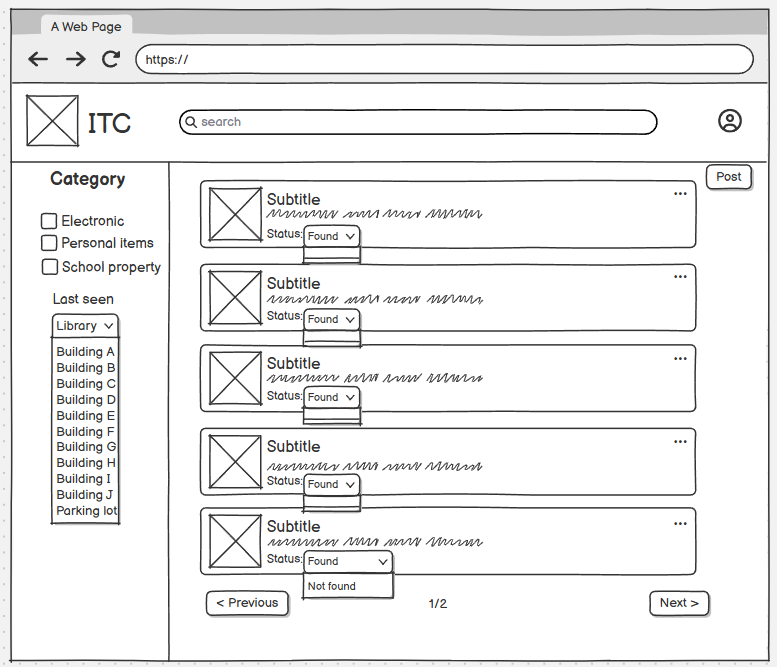 A Web Page
https://
ITC
search
Post
Category
Electronic
Personal items
School property
Last seen
Library
Building A
Building B
Building C
Building D
Building E
Building F
Building G
Building H
Building I
Building J
Parking lot
Subtitle
Status: Found
Subtitle
Status: Found
Subtitle
Status: Found
Subtitle
Status: Found
Subtitle
Status: Found
Not found
< Previous
1/2
Next >